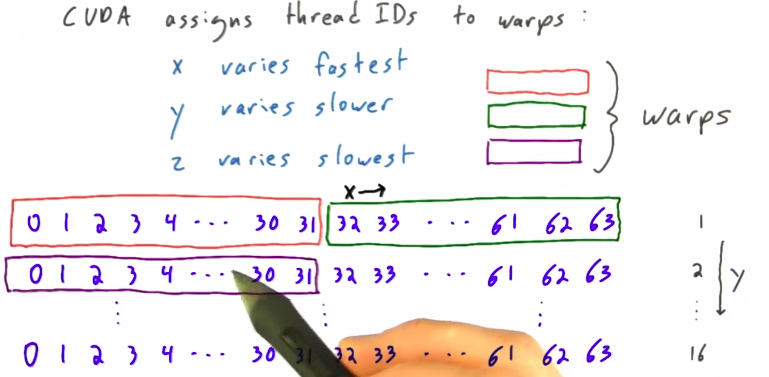 CUDA assigns thread IDs to warps :
x varies fastest
y varies slower
z varies slowest
warps
x→
0 1 2 3 4 ... 30 31 32 33 ... 61 62 63 1
0 1 2 3 4 ... 30 31 32 33 ... 61 62 63 2 y
0 1 2 3 4 ... 30 31 32 33 ... 61 62 63 16